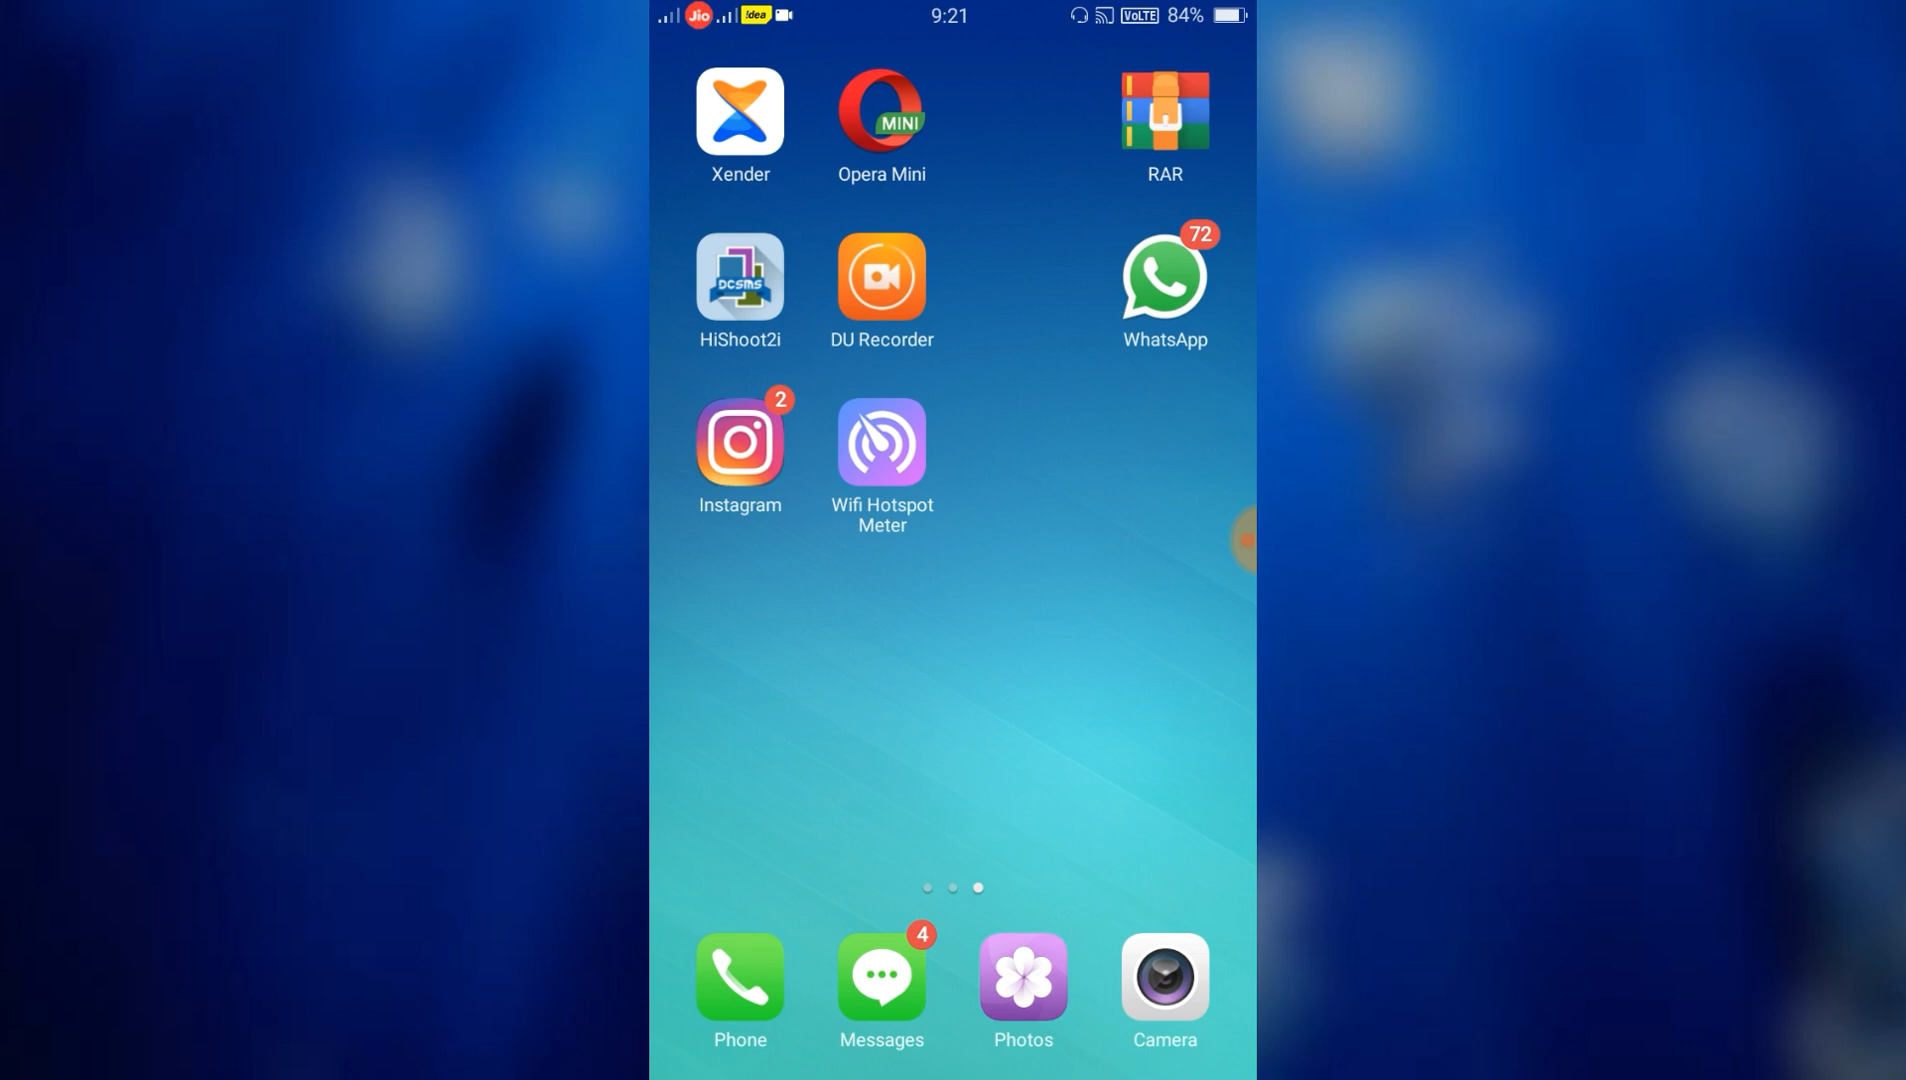 Jio !dea 9:21 VoLTE 84%
MINI
Xender Opera Mini RAR
72
DCSMS
HiShoot2i DU Recorder WhatsApp
2
Instagram Wifi Hotspot
Meter
4
Phone Messages Photos Camera